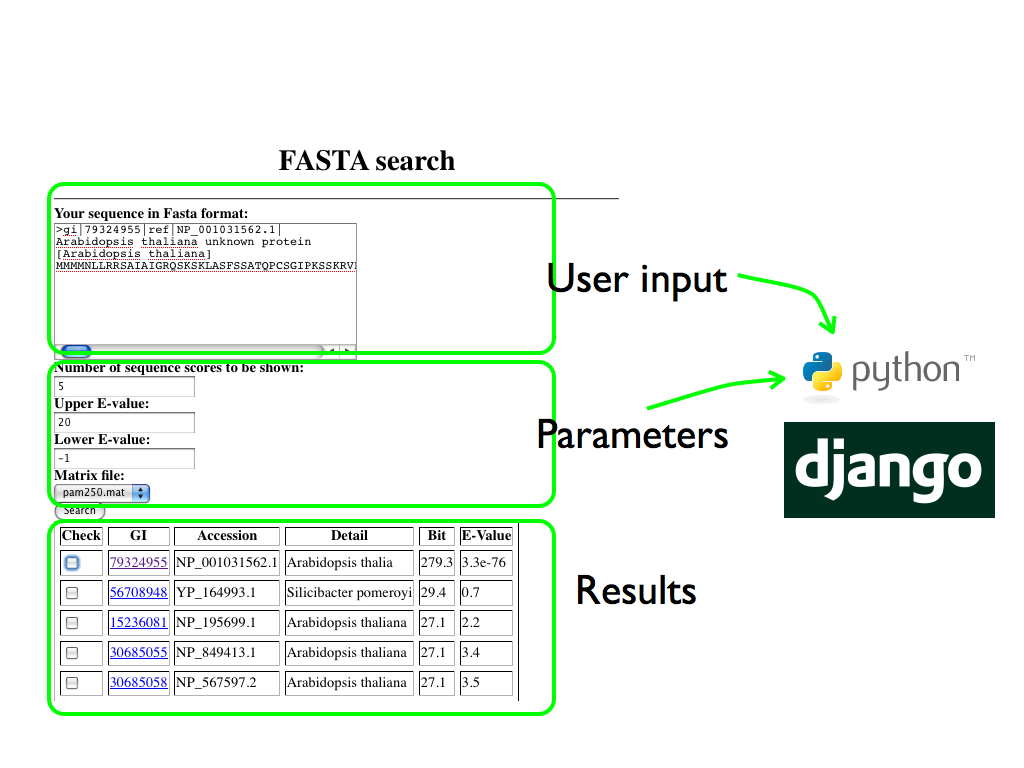 FASTA search
Your sequence in Fasta format:
>gi|79324955|ref|NP_001031562.1|
Arabidopsis thaliana unknown protein
[Arabidopsis thaliana]
MMMMNLLRRSAIAIGRQSKSKLASFSSATQPCSGIPKSSKRV
User input
Number of sequence scores to be shown:
5
Upper E-value:
20
Lower E-value:
-1
Matrix file:
pam250.mat
Search
Parameters
python™
django
Check GI Accession Detail Bit E-Value
79324955 NP_001031562.1 Arabidopsis thalia 279.3 3.3e-76
56708948 YP_164993.1 Silicibacter pomeroyi 29.4 0.7
15236081 NP_195699.1 Arabidopsis thaliana 27.1 2.2
30685055 NP_849413.1 Arabidopsis thaliana 27.1 3.4
30685058 NP_567597.2 Arabidopsis thaliana 27.1 3.5
Results